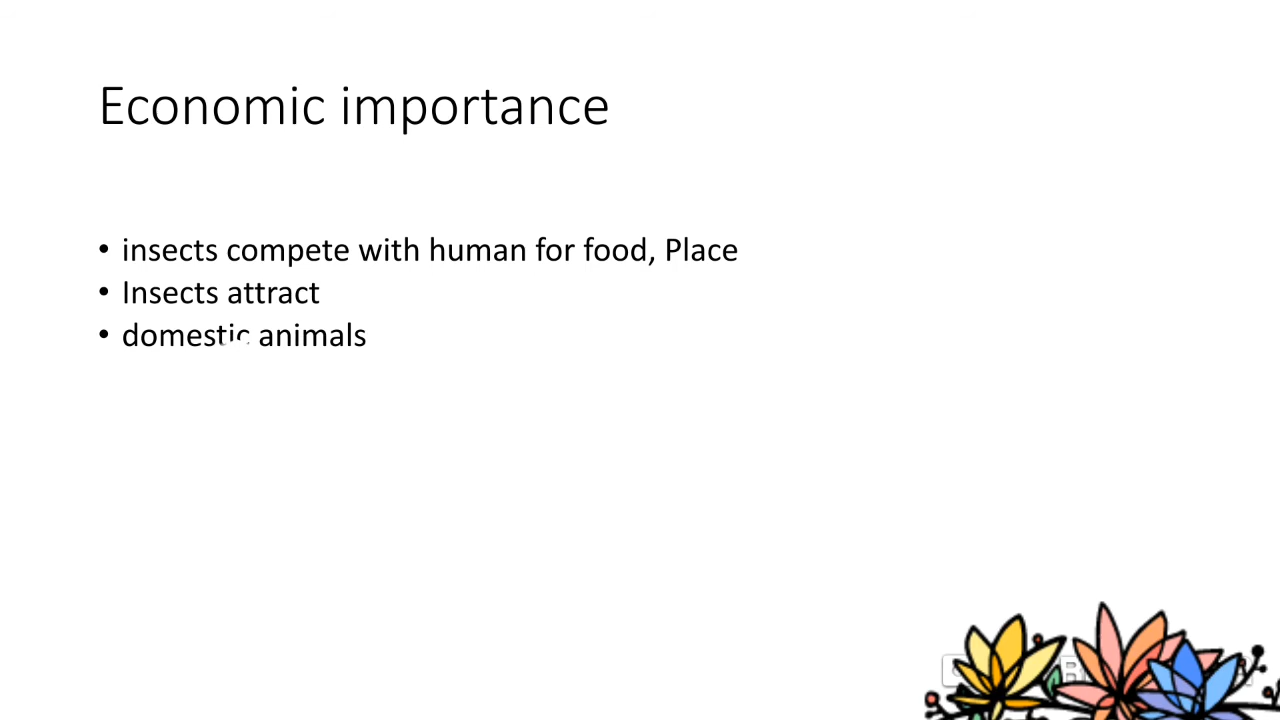 Economic importance
• insects compete with human for food, Place
• Insects attract
• domestic animals